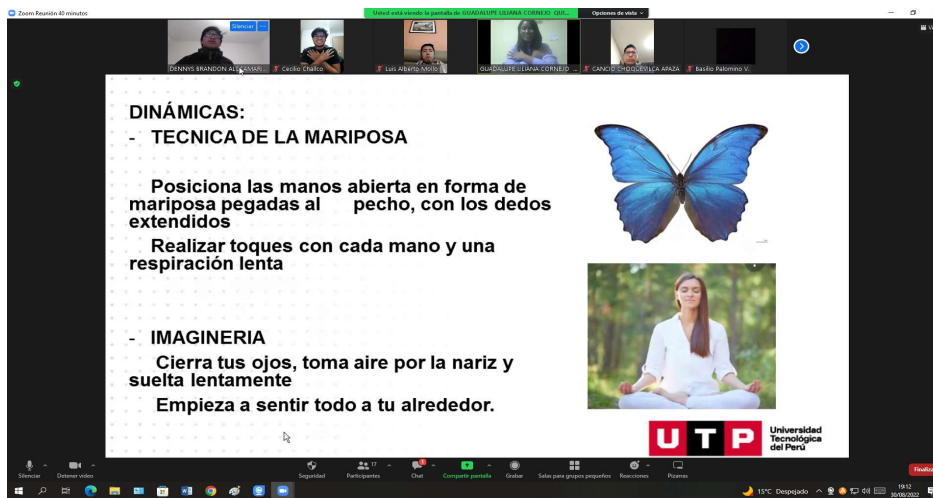 Zoom Reunión 40 minutos
Usted está viendo la pantalla de GUADALUPE LILIANA CORNEJO QUI...
Opciones de vista
Silenciar
DENNYS BRANDON
Cecilio Challco
Luis Alberto Mollo
GUADALUPE LILIANA CORNEJO
CANCIO CHOQUEVILCA APAZA
Basilio Palomino V.
DINÁMICAS:
- TECNICA DE LA MARIPOSA
Posiciona las manos abierta en forma de
mariposa pegadas al pecho, con los dedos
extendidos
Realizar toques con cada mano y una
respiración lenta
- IMAGINERIA
Cierra tus ojos, toma aire por la nariz y
suelta lentamente
Empieza a sentir todo a tu alrededor.
UTP
Universidad
Tecnológica
del Perú
Silenciar
Detener video
Seguridad
17
Participantes
1
Chat
Compartir pantalla
Grabar
Salas para grupos pequeños
Reacciones
Pizarras
Finaliza
15°C Despejado
19:12
30/08/2022